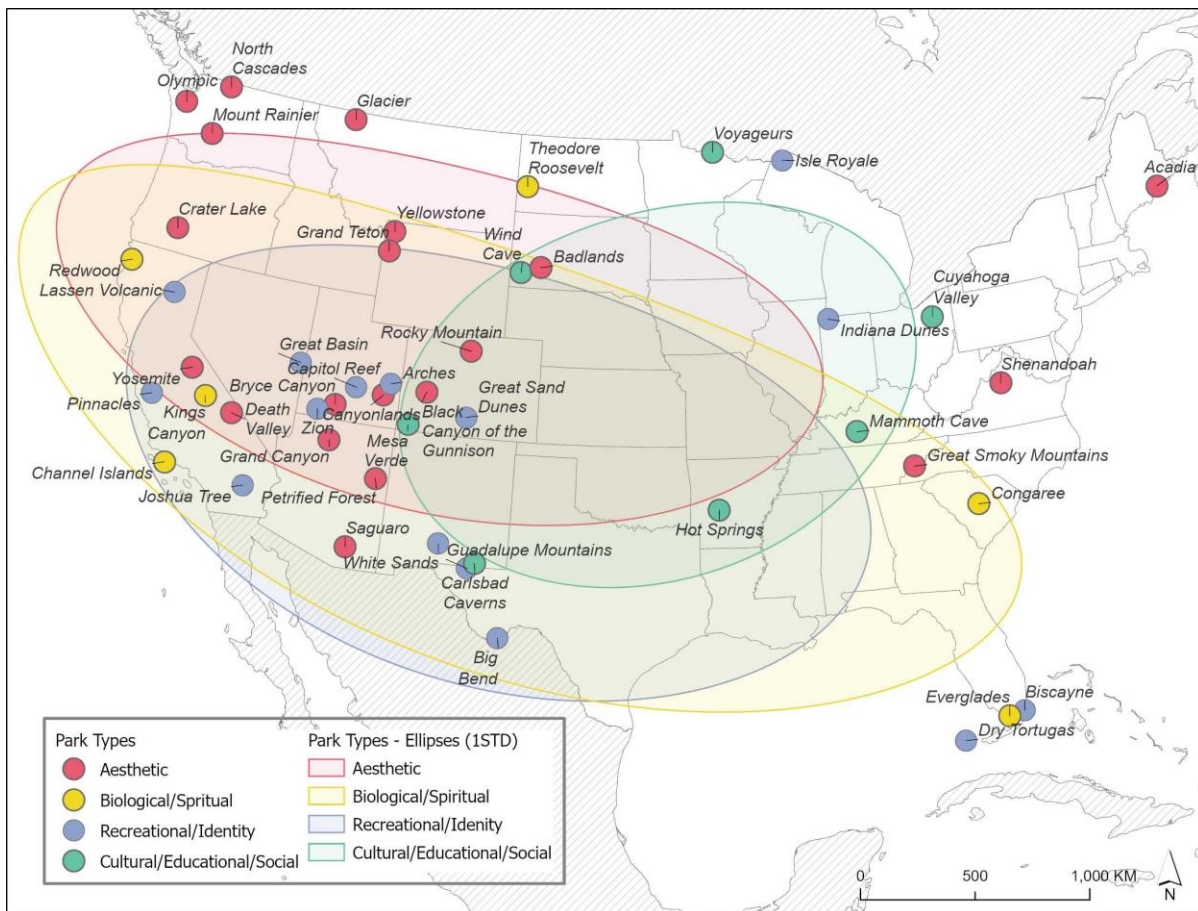 North
Cascades
Olympic
Mount Rainier
Glacier
Voyageurs
Isle Royale
Theodore
Roosevelt
Acadia
Crater Lake
Yellowstone
Grand Teton
Wind
Cave
Badlands
Redwood
Lassen Volcanic
Cuyahoga
Valley
Indiana Dunes
Rocky Mountain
Great Basin
Capitol Reef
Arches
Shenandoah
Yosemite
Bryce Canyon
Great Sand
Dunes
Pinnacles
Kings
Canyon
Death
Valley
Zion
Canyonlands
Black
Canyon of the
Gunnison
Mammoth Cave
Grand Canyon
Mesa
Verde
Great Smoky Mountains
Channel Islands
Joshua Tree
Petrified Forest
Congaree
Hot Springs
Saguaro
White Sands
Guadalupe Mountains
Carlsbad
Caverns
Big
Bend
Everglades
Biscayne
Dry Tortugas
Park Types
Aesthetic
Biological/Spritual
Recreational/Identity
Cultural/Educational/Social
Park Types - Ellipses (1STD)
Aesthetic
Biological/Spiritual
Recreational/Idenity
Cultural/Educational/Social
0 500 1,000 KM
N